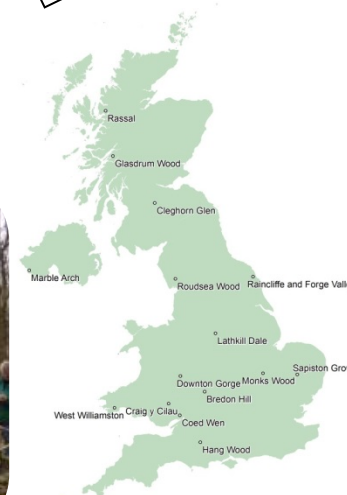 Rassal
Glasdrum Wood
Cleghorn Glen
Marble Arch
Roudsea Wood
Raincliffe and Forge Valle
Lathkill Dale
Sapiston Gro
Downton Gorge
Monks Wood
Bredon Hill
West Williamston
Craig y Cilau
Coed Wen
Hang Wood